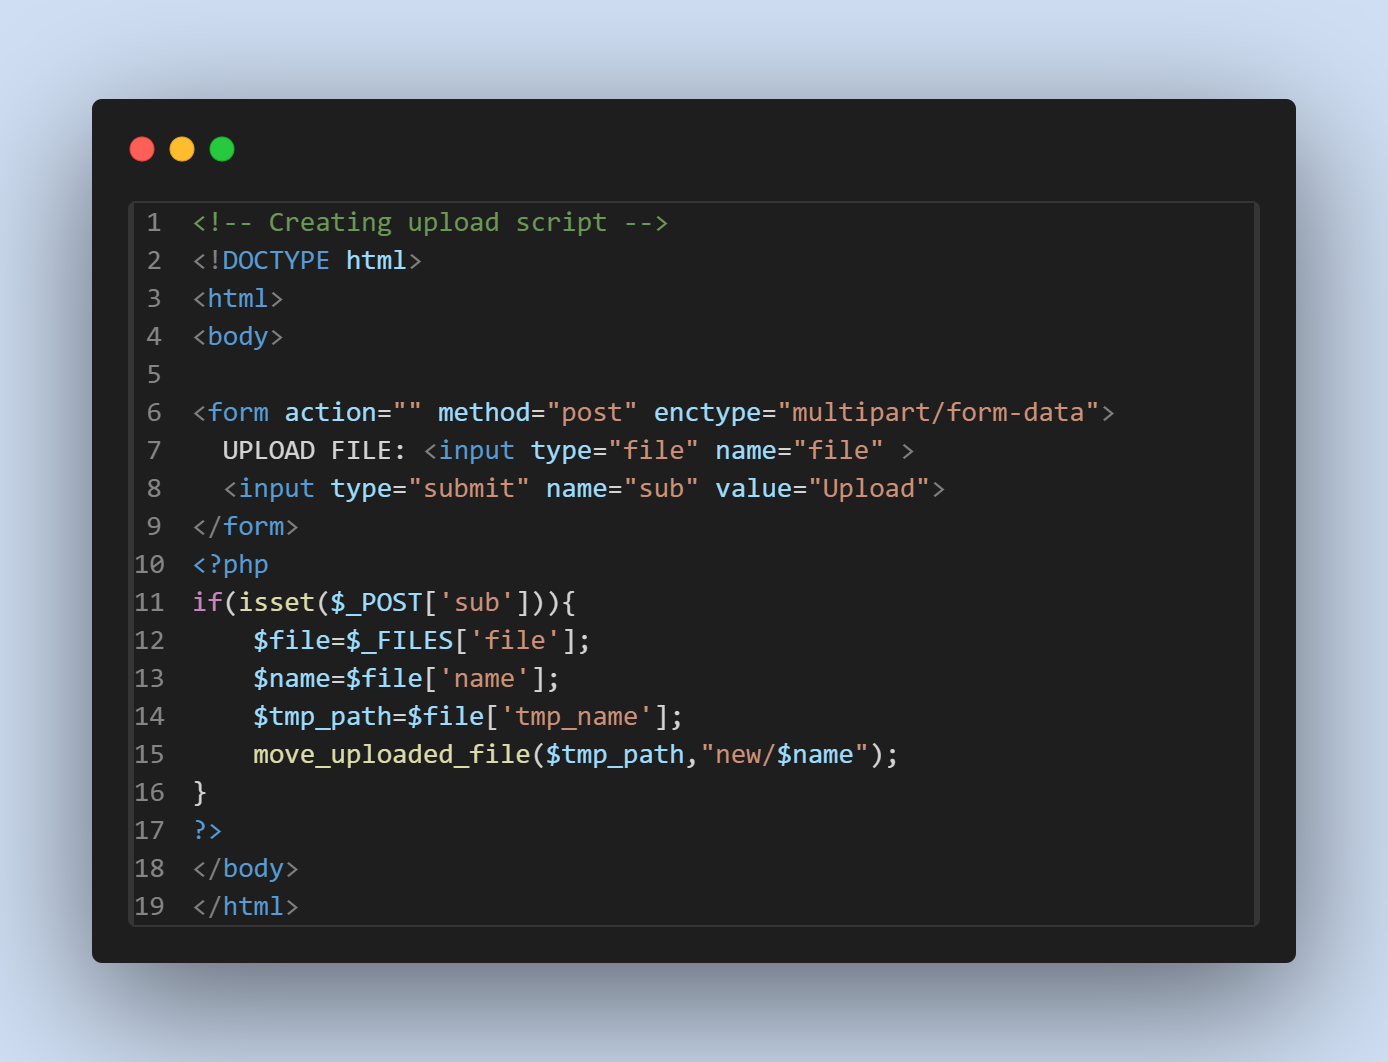 1 <!-- Creating upload script -->
2 <!DOCTYPE html>
3 <html>
4 <body>
5
6 <form action="" method="post" enctype="multipart/form-data">
7   UPLOAD FILE: <input type="file" name="file" >
8   <input type="submit" name="sub" value="Upload">
9 </form>
10 <?php
11 if(isset($_POST['sub'])){
12     $file=$_FILES['file'];
13     $name=$file['name'];
14     $tmp_path=$file['tmp_name'];
15     move_uploaded_file($tmp_path,"new/$name");
16 }
17 ?>
18 </body>
19 </html>